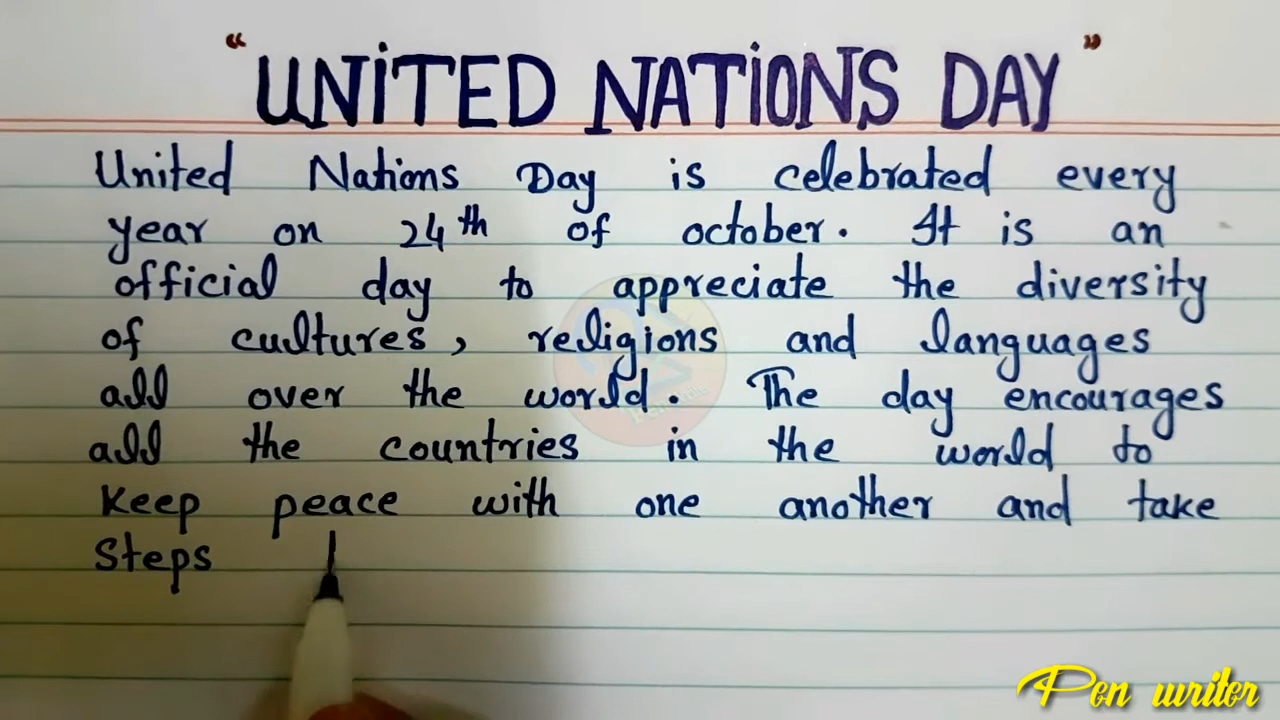 "UNiTED NATiONS DAY"
United Nations Day is celebrated every
year on 24th of october. It is an
official day to appreciate the diversity
of cultures, religions and languages
all over the world. The day encourages
all the countries in the world to
Keep peace with one another and take
Steps
Pen writer